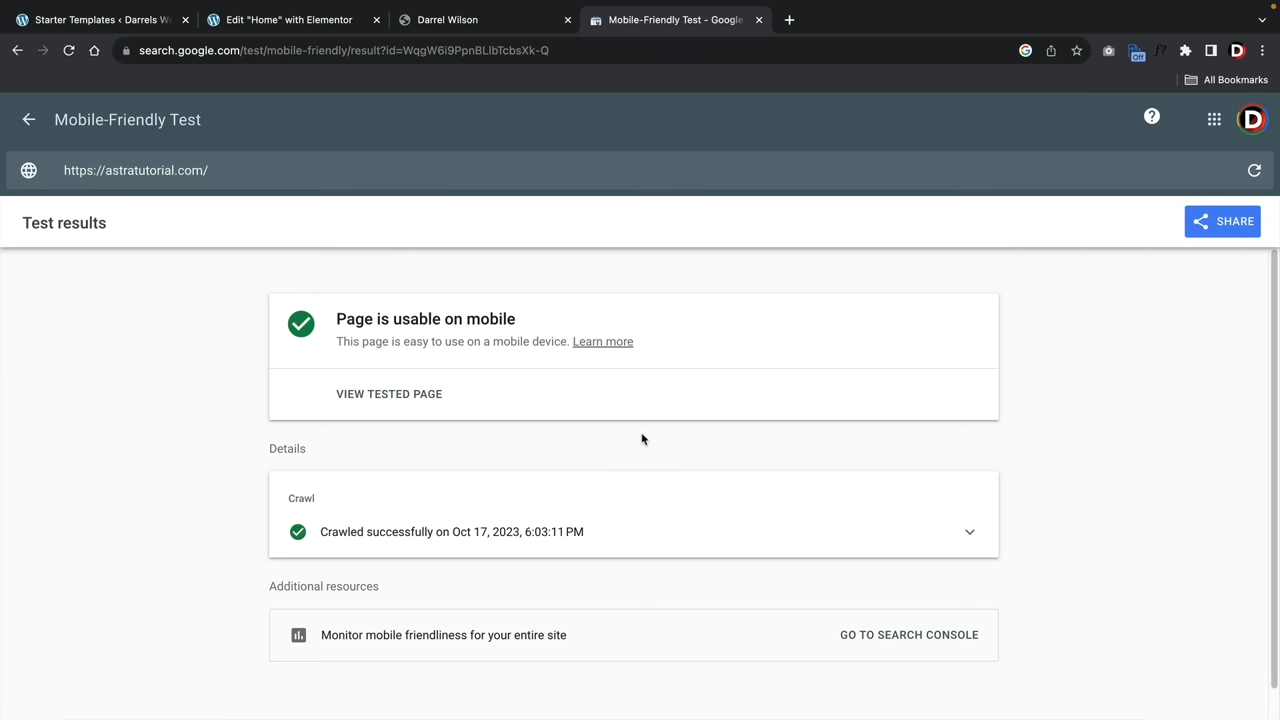 Starter Templates ‹ Darrels We
Edit "Home" with Elementor
Darrel Wilson
Mobile-Friendly Test - Google
search.google.com/test/mobile-friendly/result?id=WqgW6i9PpnBLlbTcbsXk-Q
Off
f?
D
All Bookmarks
Mobile-Friendly Test
D
https://astratutorial.com/
Test results
SHARE
Page is usable on mobile
This page is easy to use on a mobile device. Learn more
VIEW TESTED PAGE
Details
Crawl
Crawled successfully on Oct 17, 2023, 6:03:11 PM
Additional resources
Monitor mobile friendliness for your entire site
GO TO SEARCH CONSOLE